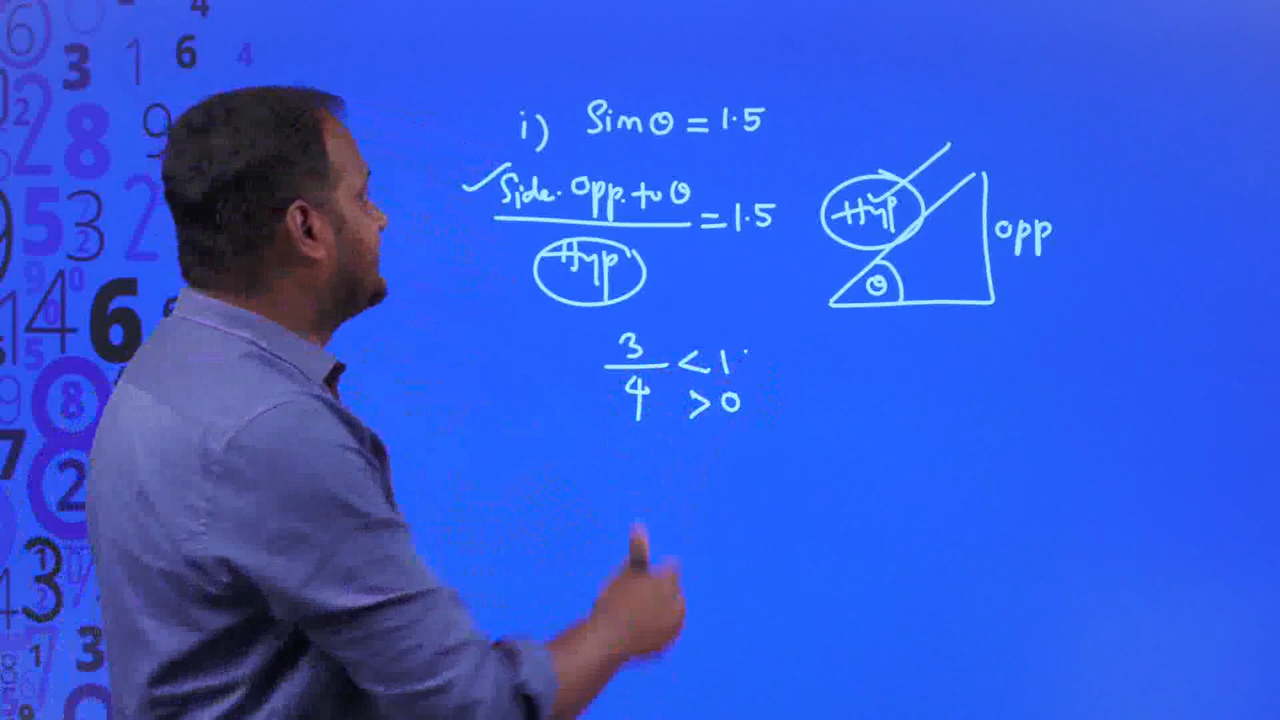 i) Sin θ = 1.5
Side. Opp. to θ
= 1.5
Hyp
Hyp
opp
θ
3
4
< 1
> 0